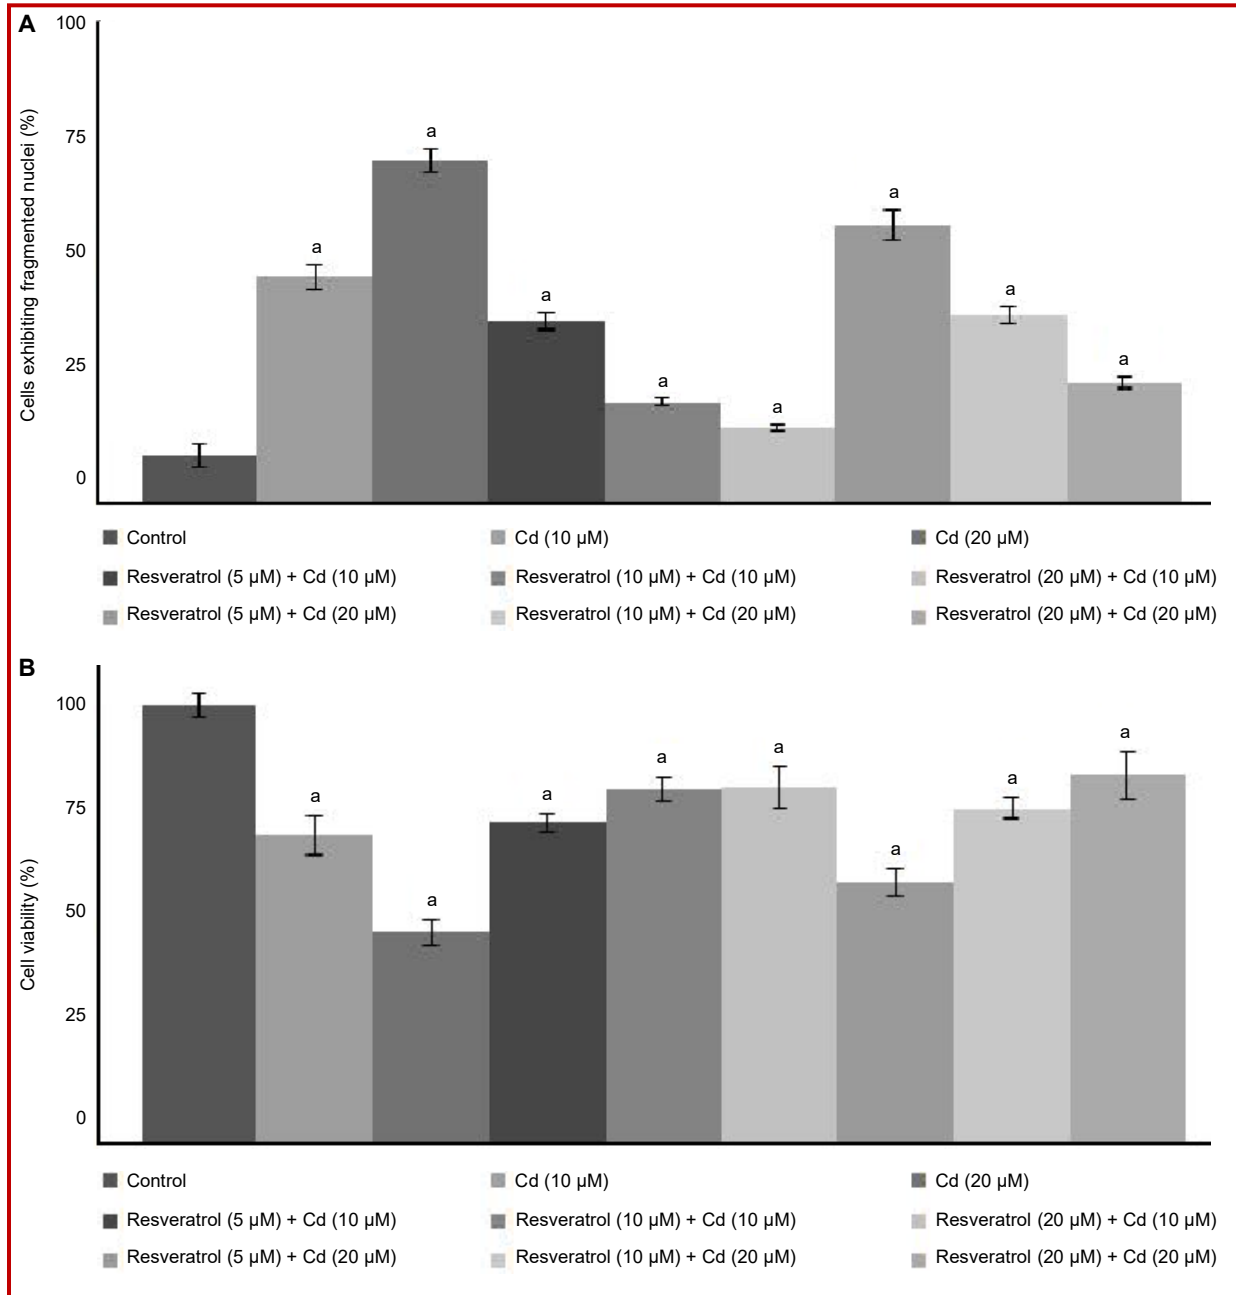 A
100
75
50
25
0
Cells exhibiting fragmented nuclei (%)
a
a
a
a
a
a
a
a
Control
Cd (10 µM)
Cd (20 µM)
Resveratrol (5 µM) + Cd (10 µM)
Resveratrol (10 µM) + Cd (10 µM)
Resveratrol (20 µM) + Cd (10 µM)
Resveratrol (5 µM) + Cd (20 µM)
Resveratrol (10 µM) + Cd (20 µM)
Resveratrol (20 µM) + Cd (20 µM)
B
100
75
50
25
0
Cell viability (%)
a
a
a
a
a
a
a
a
Control
Cd (10 µM)
Cd (20 µM)
Resveratrol (5 µM) + Cd (10 µM)
Resveratrol (10 µM) + Cd (10 µM)
Resveratrol (20 µM) + Cd (10 µM)
Resveratrol (5 µM) + Cd (20 µM)
Resveratrol (10 µM) + Cd (20 µM)
Resveratrol (20 µM) + Cd (20 µM)